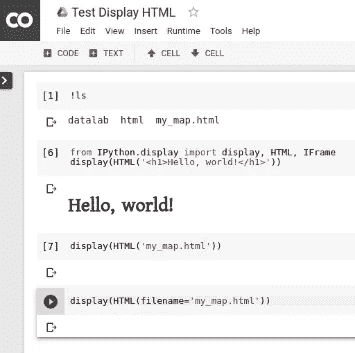 CO
Test Display HTML
File Edit View Insert Runtime Tools Help
CODE TEXT CELL CELL
[1] !ls
datalab html my_map.html
[6] from IPython.display import display, HTML, IFrame
display(HTML('<h1>Hello, world!</h1>'))
Hello, world!
[7] display(HTML('my_map.html'))
display(HTML(filename='my_map.html'))